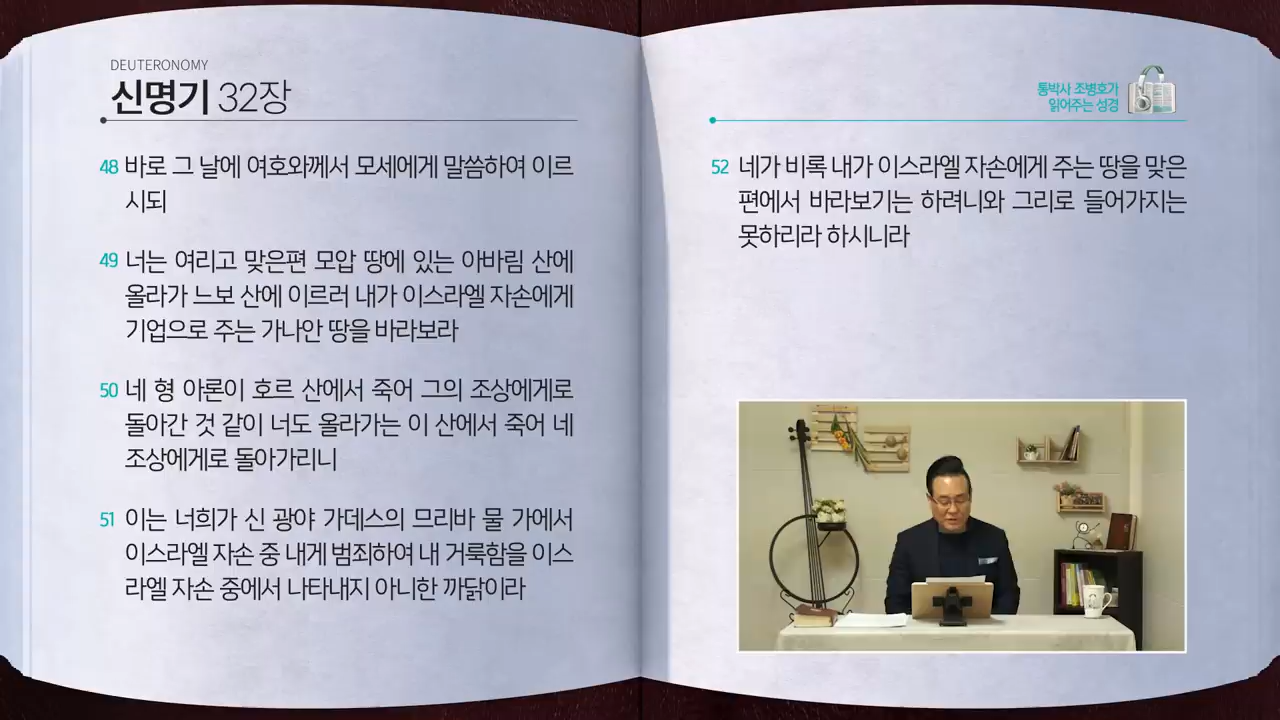 DEUTERONOMY
신명기 32장
48 바로 그 날에 여호와께서 모세에게 말씀하여 이르
시되
49 너는 여리고 맞은편 모압 땅에 있는 아바림 산에
올라가 느보 산에 이르러 내가 이스라엘 자손에게
기업으로 주는 가나안 땅을 바라보라
50 네 형 아론이 호르 산에서 죽어 그의 조상에게로
돌아간 것 같이 너도 올라가는 이 산에서 죽어 네
조상에게로 돌아가리니
51 이는 너희가 신 광야 가데스의 므리바 물 가에서
이스라엘 자손 중 내게 범죄하여 내 거룩함을 이스
라엘 자손 중에서 나타내지 아니한 까닭이라
통박사 조병호가
읽어주는 성경
52 네가 비록 내가 이스라엘 자손에게 주는 땅을 맞은
편에서 바라보기는 하려니와 그리로 들어가지는
못하리라 하시니라